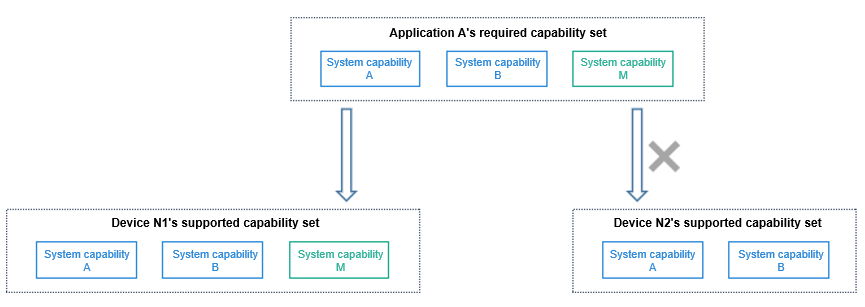 Application A's required capability set
System capability
A
System capability
B
System capability
M
Device N1's supported capability set
System capability
A
System capability
B
System capability
M
Device N2's supported capability set
System capability
A
System capability
B